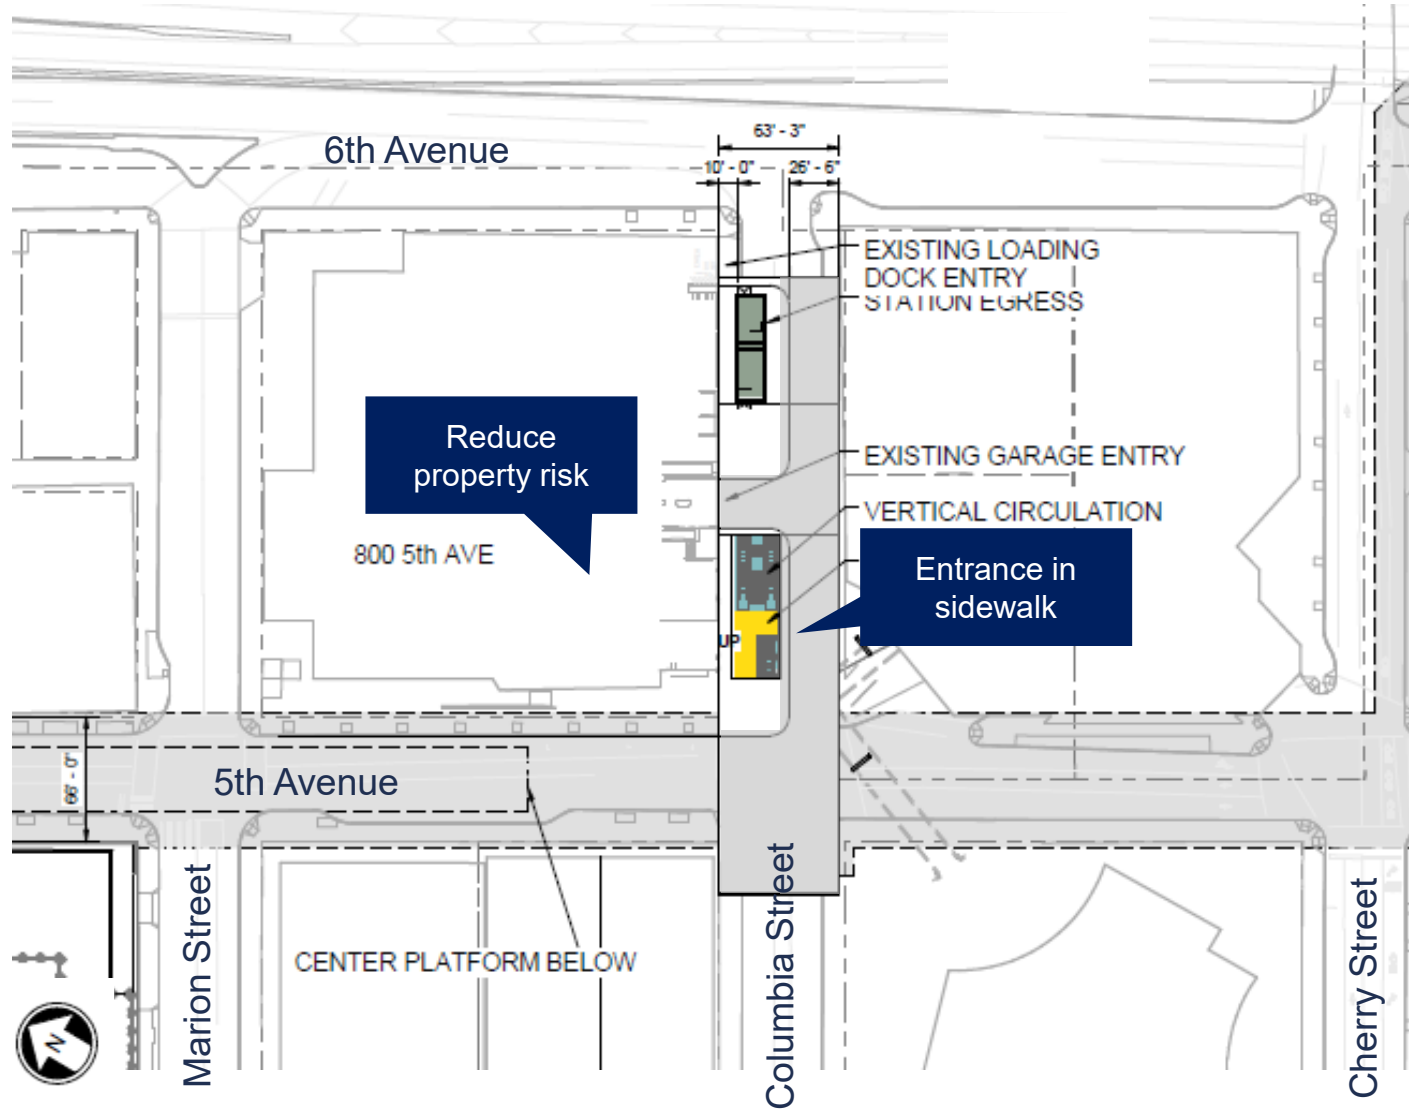 63' - 3"
10' - 0"
26' - 6"
6th Avenue
EXISTING LOADING
DOCK ENTRY
STATION EGRESS
Reduce
property risk
EXISTING GARAGE ENTRY
VERTICAL CIRCULATION
800 5th AVE
Entrance in
sidewalk
UP
66' - 0"
5th Avenue
CENTER PLATFORM BELOW
Marion Street
Columbia Street
Cherry Street
N